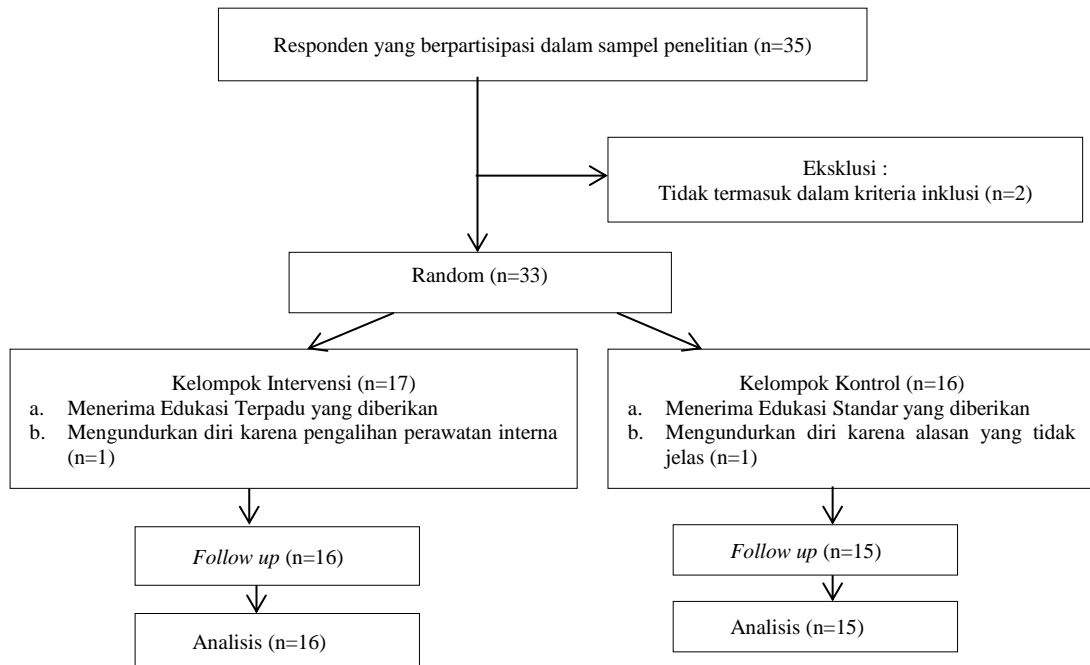 Responden yang berpartisipasi dalam sampel penelitian (n=35)
Eksklusi :
Tidak termasuk dalam kriteria inklusi (n=2)
Random (n=33)
Kelompok Intervensi (n=17)
a. Menerima Edukasi Terpadu yang diberikan
b. Mengundurkan diri karena pengalihan perawatan interna
(n=1)
Kelompok Kontrol (n=16)
a. Menerima Edukasi Standar yang diberikan
b. Mengundurkan diri karena alasan yang tidak
jelas (n=1)
Follow up (n=16)
Follow up (n=15)
Analisis (n=16)
Analisis (n=15)